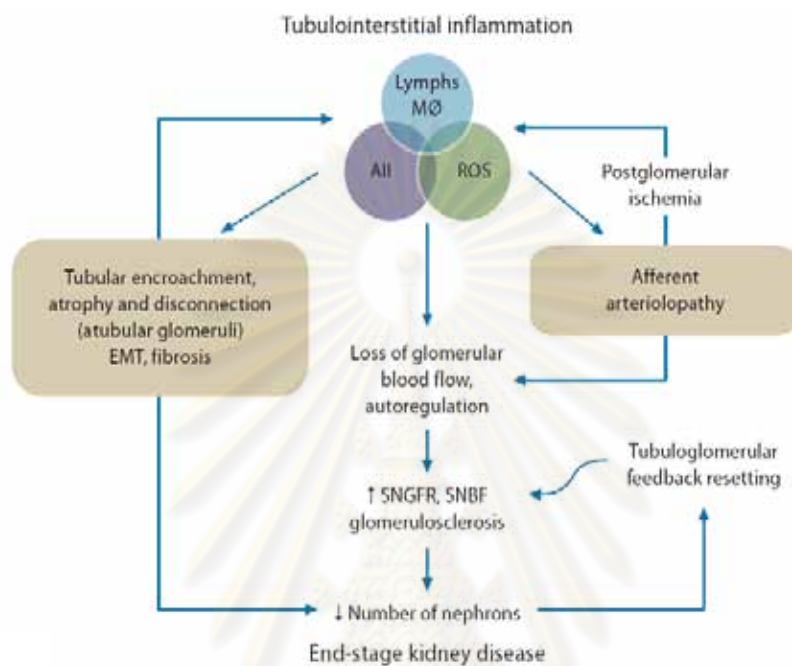 Tubulointerstitial inflammation
Lymphs
MØ
AII
ROS
Postglomerular
ischemia
Tubular encroachment,
atrophy and disconnection
(atubular glomeruli)
EMT, fibrosis
Afferent
arteriolopathy
Loss of glomerular
blood flow,
autoregulation
Tubuloglomerular
feedback resetting
↑ SNGFR, SNBF
glomerulosclerosis
↓ Number of nephrons
End-stage kidney disease